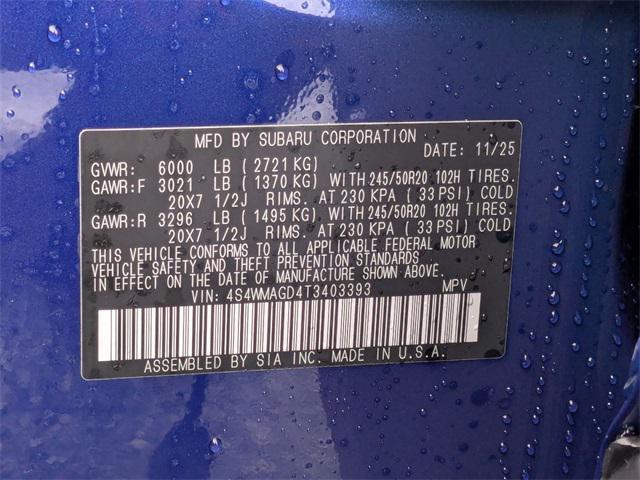 MFD BY SUBARU CORPORATION
DATE: 11/25
GVWR: 6000 LB (2721 KG)
GAWR:F 3021 LB (1370 KG) WITH 245/50R20 102H TIRES.
20X7 1/2J RIMS. AT 230 KPA (33 PSI) COLD
GAWR:R 3296 LB (1495 KG) WITH 245/50R20 102H TIRES.
20X7 1/2J RIMS. AT 230 KPA (33 PSI) COLD
THIS VEHICLE CONFORMS TO ALL APPLICABLE FEDERAL MOTOR
VEHICLE SAFETY AND THEFT PREVENTION STANDARDS
IN EFFECT ON THE DATE OF MANUFACTURE SHOWN ABOVE.
VIN: 4S4WMAGD4T3403393 MPV
ASSEMBLED BY SIA INC. MADE IN U.S.A.